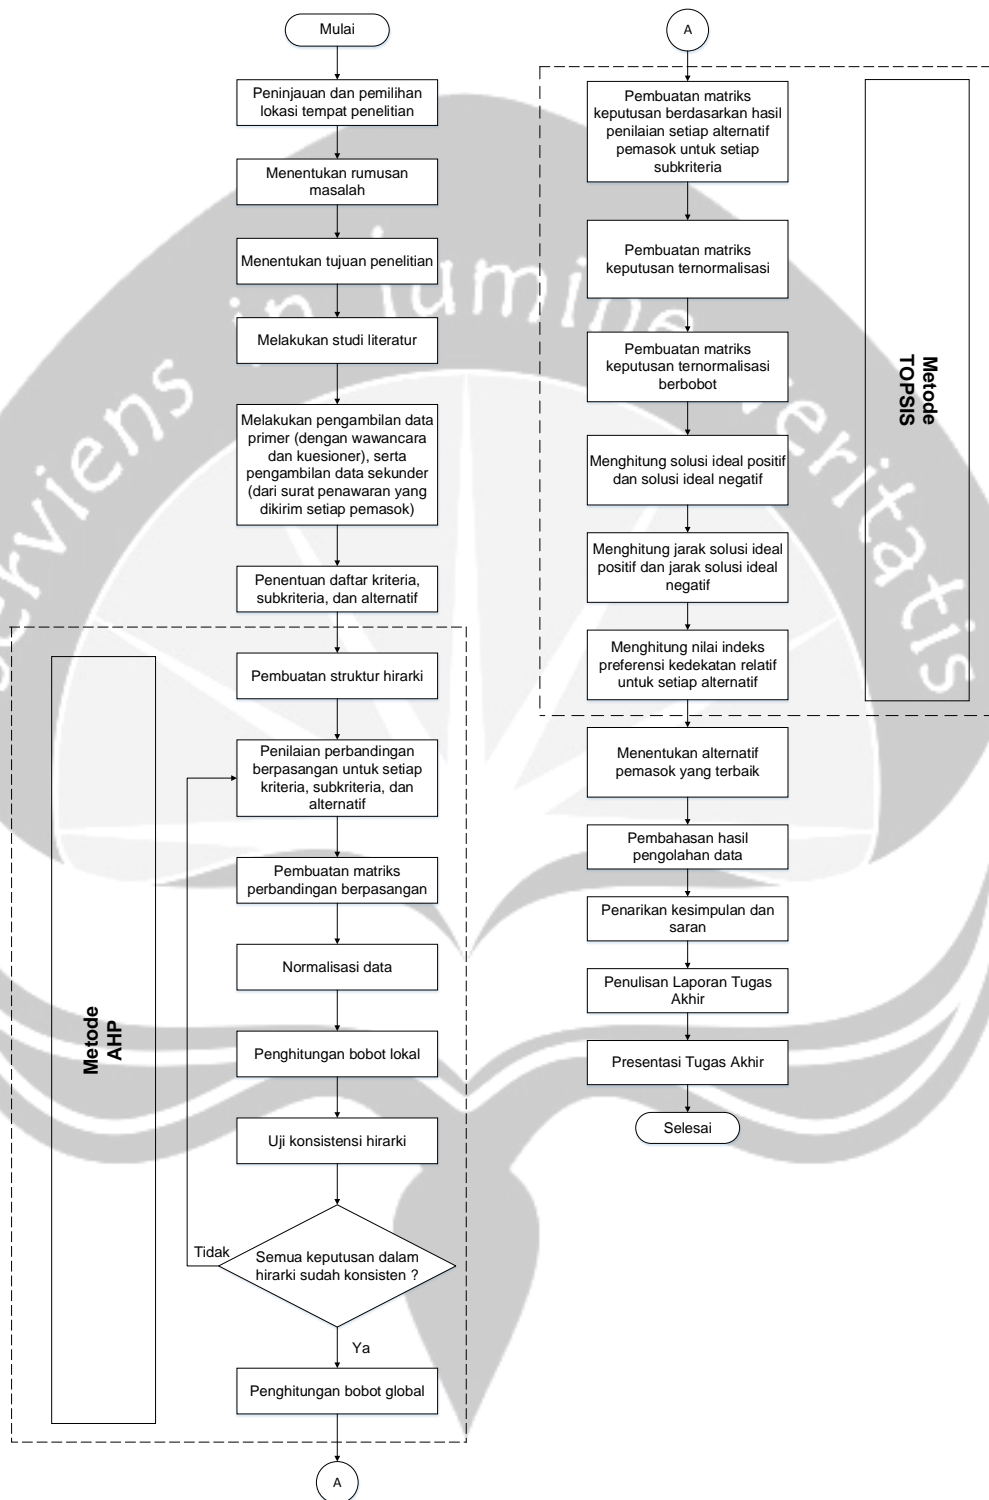 Mulai
Peninjauan dan pemilihan
lokasi tempat penelitian
Menentukan rumusan
masalah
Menentukan tujuan penelitian
Melakukan studi literatur
Melakukan pengambilan data
primer (dengan wawancara
dan kuesioner), serta
pengambilan data sekunder
(dari surat penawaran yang
dikirim setiap pemasok)
Penentuan daftar kriteria,
subkriteria, dan alternatif
Metode
AHP
Pembuatan struktur hirarki
Penilaian perbandingan
berpasangan untuk setiap
kriteria, subkriteria, dan
alternatif
Pembuatan matriks
perbandingan berpasangan
Normalisasi data
Penghitungan bobot lokal
Uji konsistensi hirarki
Semua keputusan dalam
hirarki sudah konsisten ?
Tidak
Ya
Penghitungan bobot global
A
A
Metode
TOPSIS
Pembuatan matriks
keputusan berdasarkan hasil
penilaian setiap alternatif
pemasok untuk setiap
subkriteria
Pembuatan matriks
keputusan ternormalisasi
Pembuatan matriks
keputusan ternormalisasi
berbobot
Menghitung solusi ideal positif
dan solusi ideal negatif
Menghitung jarak solusi ideal
positif dan jarak solusi ideal
negatif
Menghitung nilai indeks
preferensi kedekatan relatif
untuk setiap alternatif
Menentukan alternatif
pemasok yang terbaik
Pembahasan hasil
pengolahan data
Penarikan kesimpulan dan
saran
Penulisan Laporan Tugas
Akhir
Presentasi Tugas Akhir
Selesai
serviens in lumine veritatis